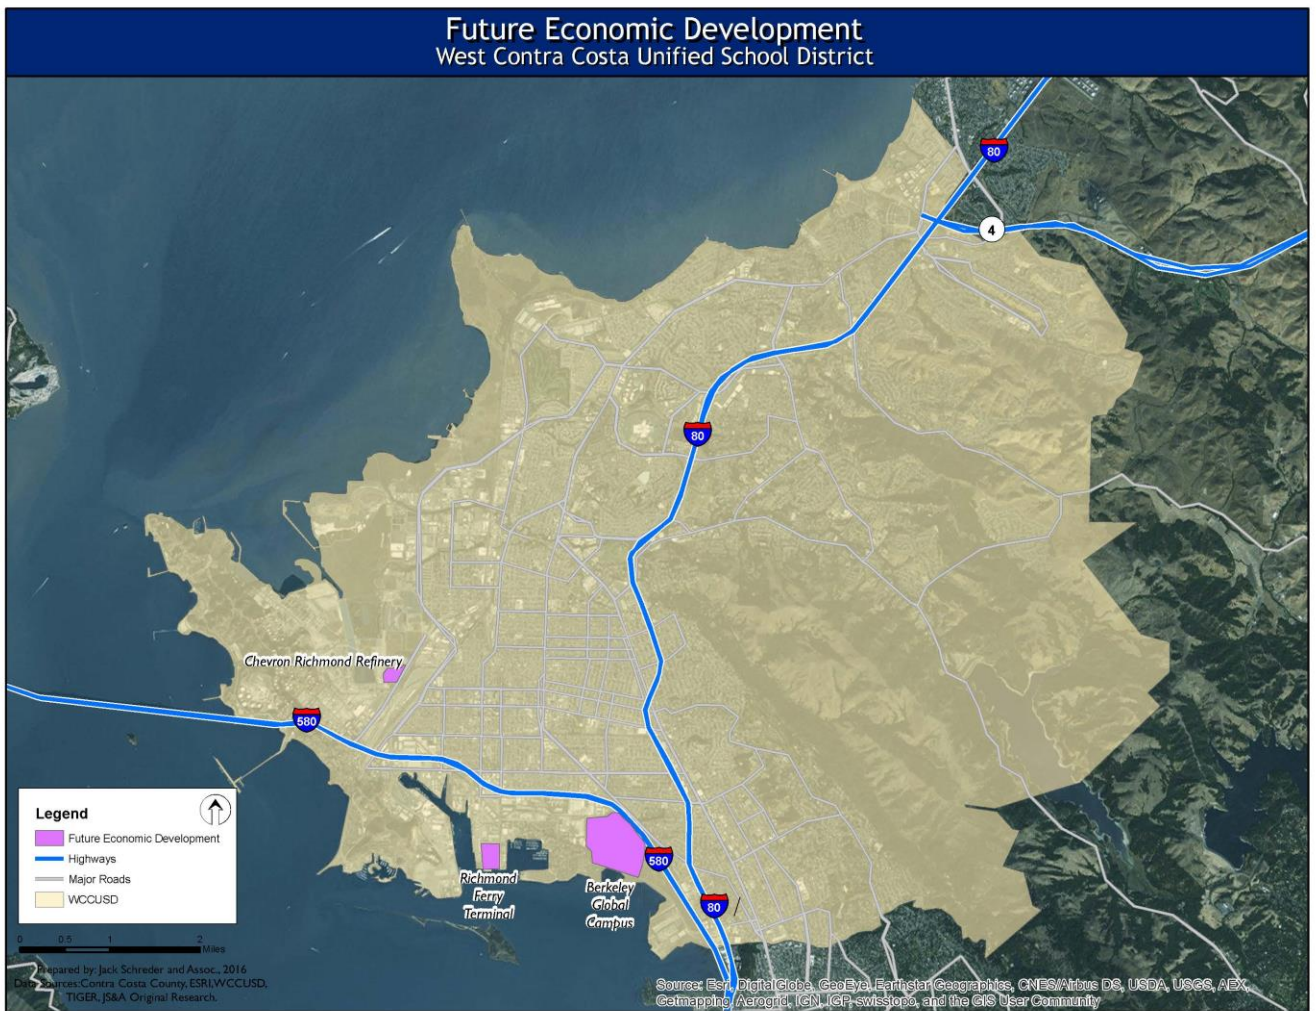 Future Economic Development
West Contra Costa Unified School District
80
4
80
Chevron Richmond Refinery
580
Legend
Future Economic Development
Highways
Major Roads
WCCUSD
580
Richmond
Ferry
Terminal
Berkeley
Global
Campus
80
0 0.5 1 2
Miles
Prepared by: Jack Schreder and Assoc., 2016
Data Sources:Contra Costa County, ESRI,WCCUSD,
TIGER, JS&A Original Research.
Source: Esri, DigitalGlobe, GeoEye, Earthstar Geographics, CNES/Airbus DS, USDA, USGS, AEX,
Getmapping, Aerogrid, IGN, IGP, swisstopo, and the GIS User Community